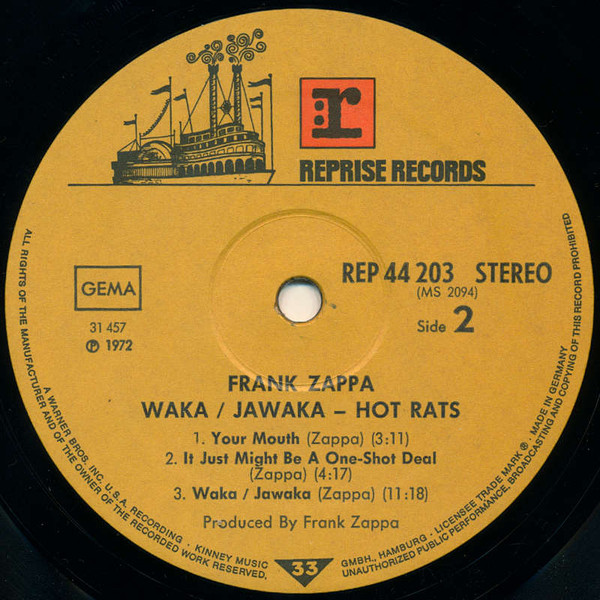 r
REPRISE RECORDS
GEMA
31 457
℗ 1972
REP 44 203 STEREO
(MS 2094)
Side 2
FRANK ZAPPA
WAKA / JAWAKA – HOT RATS
1. Your Mouth (Zappa) (3:11)
2. It Just Might Be A One-Shot Deal
(Zappa) (4:17)
3. Waka / Jawaka (Zappa) (11:18)
Produced By Frank Zappa
33
ALL RIGHTS OF THE MANUFACTURER AND OF THE OWNER OF THE RECORDED WORK RESERVED.
A WARNER BROS. INC. U.S.A. RECORDING · KINNEY MUSIC
GMBH., HAMBURG · LICENSEE TRADE MARK ® · MADE IN GERMANY
UNAUTHORIZED PUBLIC PERFORMANCE, BROADCASTING AND COPYING OF THIS RECORD PROHIBITED